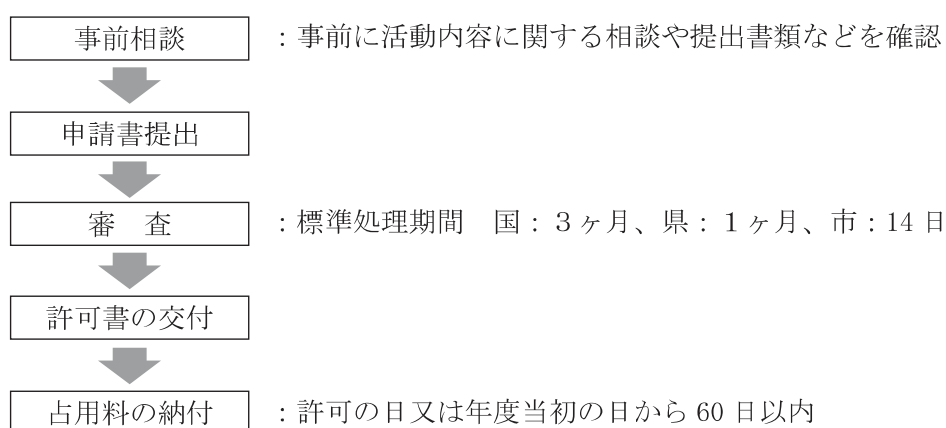 事前相談 ：事前に活動内容に関する相談や提出書類などを確認
申請書提出
審　査 ：標準処理期間　国：３ヶ月、県：１ヶ月、市：14 日
許可書の交付
占用料の納付 ：許可の日又は年度当初の日から 60 日以内